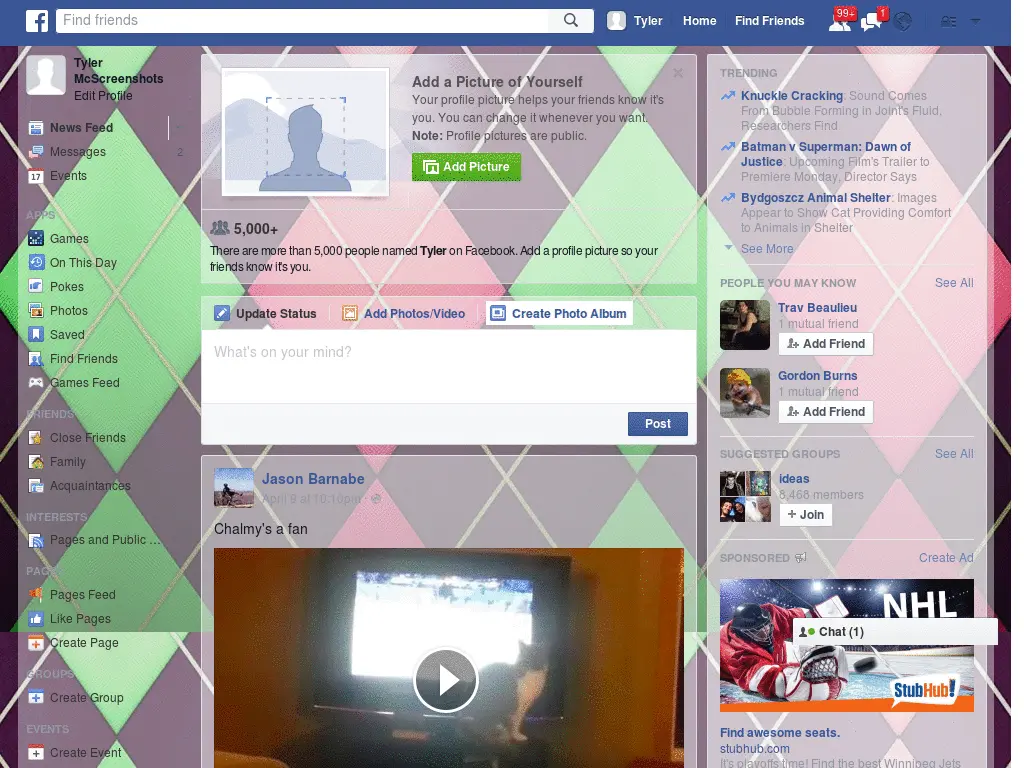 Find friends
Tyler
Home
Find Friends
99+
1
Tyler
McScreenshots
Edit Profile
News Feed
Messages
2
17
Events
APPS
Games
On This Day
Pokes
Photos
Saved
Find Friends
Games Feed
FRIENDS
Close Friends
Family
Acquaintances
INTERESTS
Pages and Public ...
PAGES
Pages Feed
Like Pages
Create Page
GROUPS
Create Group
EVENTS
Create Event
Add a Picture of Yourself
Your profile picture helps your friends know it's
you. You can change it whenever you want.
Note: Profile pictures are public.
Add Picture
5,000+
There are more than 5,000 people named Tyler on Facebook. Add a profile picture so your
friends know it's you.
Update Status
Add Photos/Video
Create Photo Album
What's on your mind?
Post
Jason Barnabe
April 9 at 10:10pm ·
Chalmy's a fan
TRENDING
Knuckle Cracking: Sound Comes
From Bubble Forming in Joint's Fluid,
Researchers Find
Batman v Superman: Dawn of
Justice: Upcoming Film's Trailer to
Premiere Monday, Director Says
Bydgoszcz Animal Shelter: Images
Appear to Show Cat Providing Comfort
to Animals in Shelter
See More
PEOPLE YOU MAY KNOW
See All
Trav Beaulieu
1 mutual friend
Add Friend
Gordon Burns
1 mutual friend
Add Friend
SUGGESTED GROUPS
See All
ideas
8,468 members
+ Join
SPONSORED
Create Ad
NHL
Chat (1)
StubHub!
Find awesome seats.
stubhub.com
It's playoffs time! Find the best Winnipeg Jets